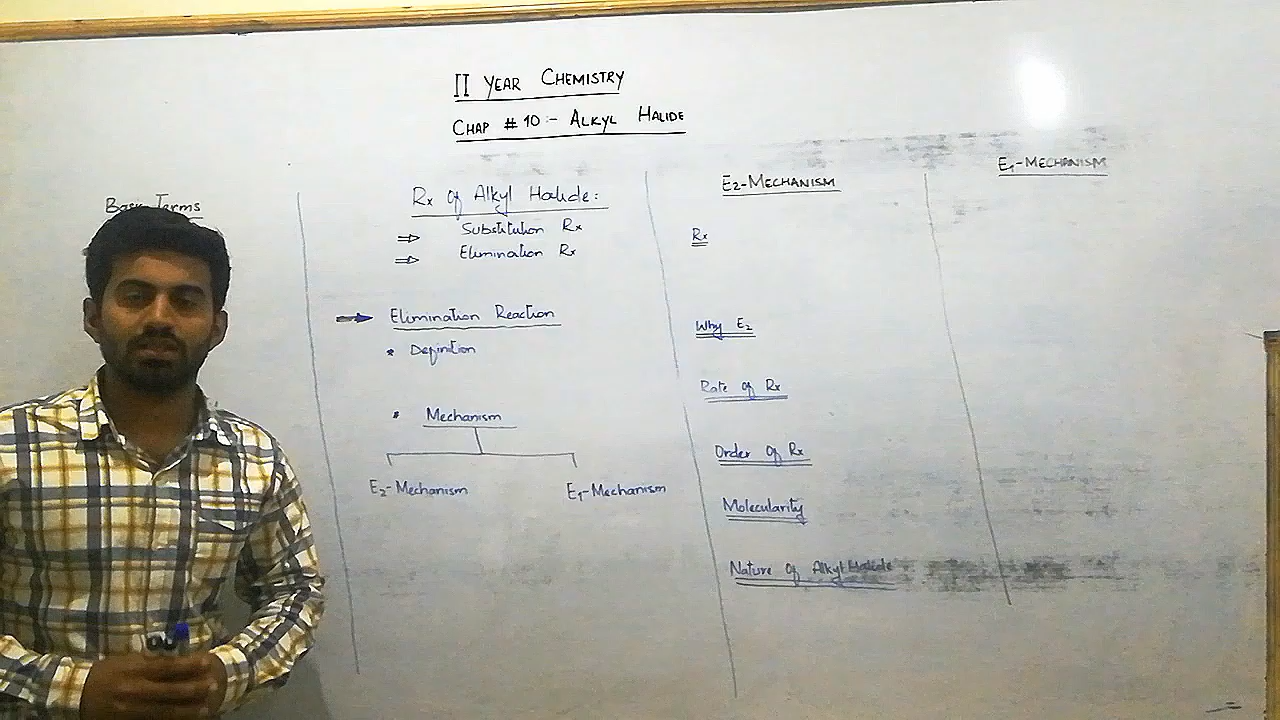 II YEAR CHEMISTRY
CHAP # 10:- ALKYL HALIDE
Basic Terms
Rx Of Alkyl Halide:
⇒ Substitution Rx
⇒ Elimination Rx
→ Elimination Reaction
* Definition
* Mechanism
E2-Mechanism E1-Mechanism
E2-MECHANISM
Rx
Why E2
Rate of Rx
Order Of Rx
Molecularity
Nature Of Alkyl Halide
E1-MECHANISM